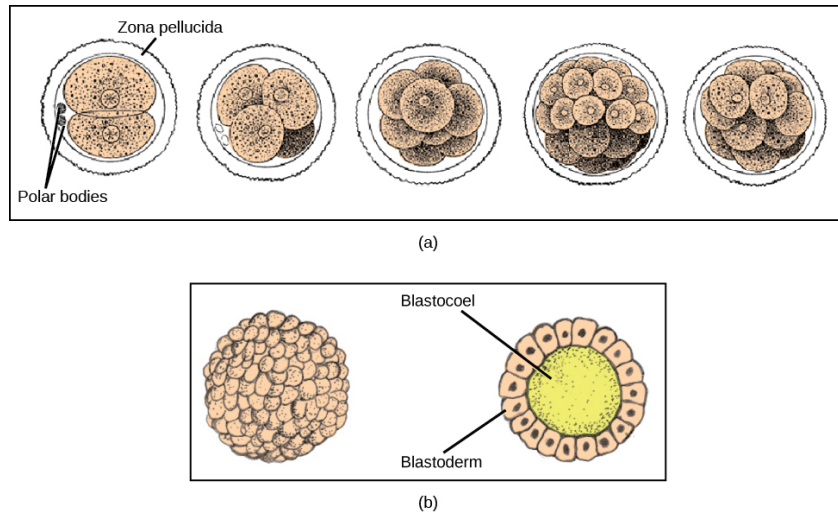 Zona pellucida
Polar bodies
(a)
Blastocoel
Blastoderm
(b)